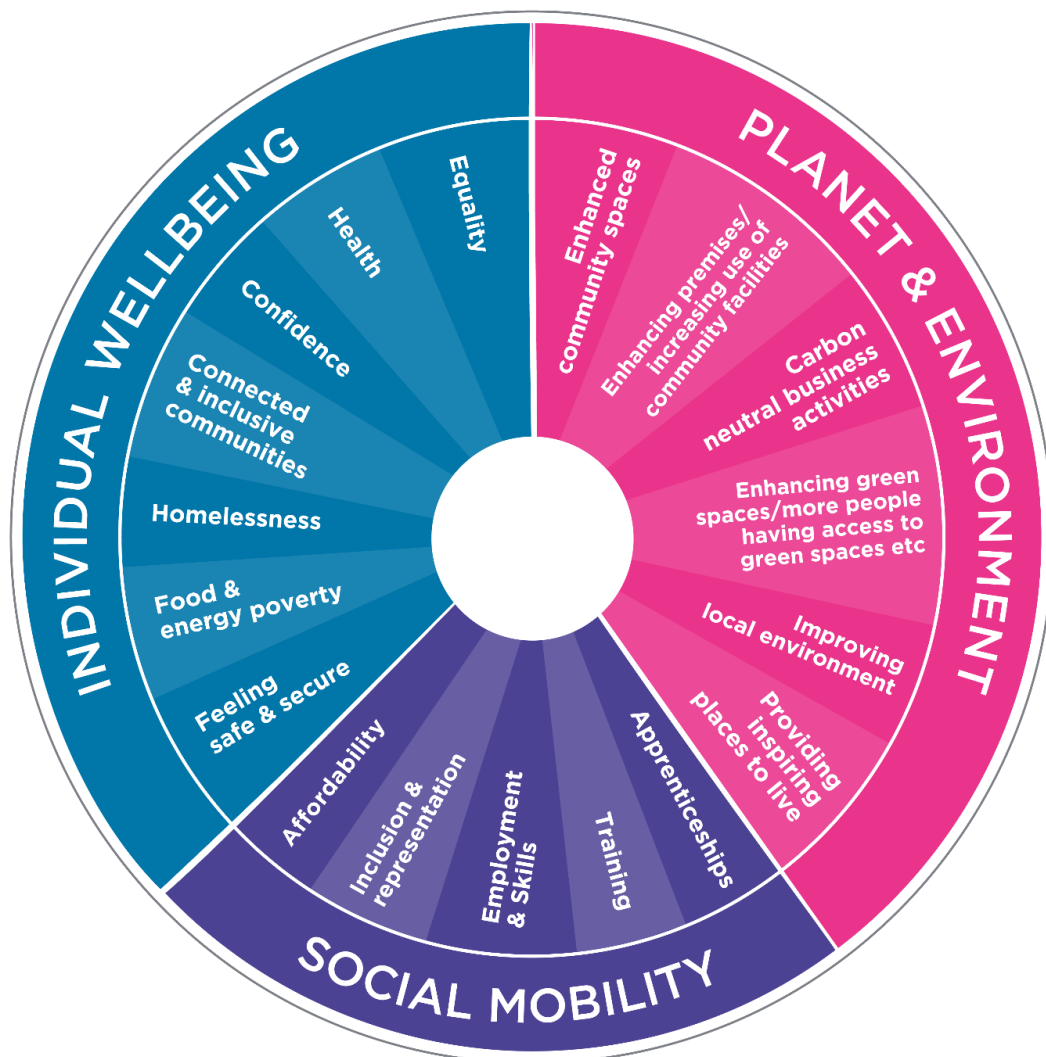 PLANET & ENVIRONMENT
Enhanced
community spaces
Enhancing premises/
increasing use of
community facilities
Carbon
neutral business
activities
Enhancing green
spaces/more people
having access to
green spaces etc
Improving
local environment
Providing
inspiring
places to live
SOCIAL MOBILITY
Apprenticeships
Training
Employment
& Skills
Inclusion &
representation
Affordability
INDIVIDUAL WELLBEING
Feeling
safe & secure
Food &
energy poverty
Homelessness
Connected
& inclusive
communities
Confidence
Health
Equality